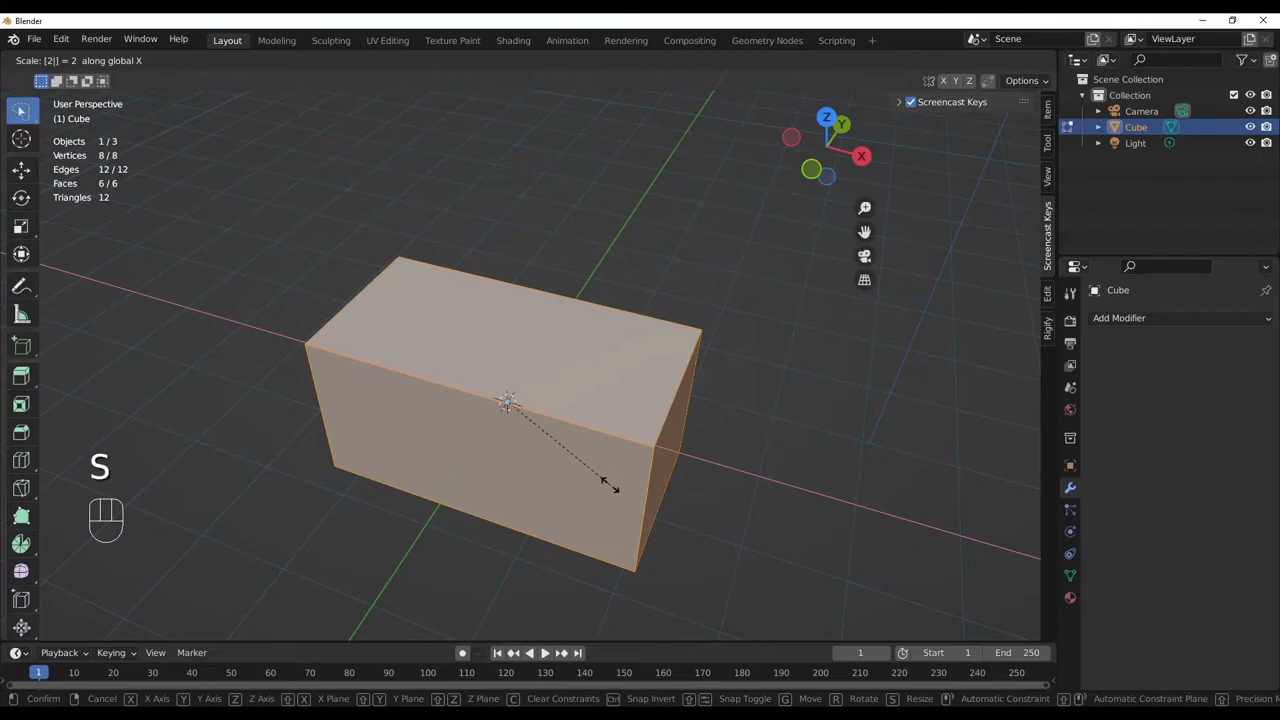 Blender
File Edit Render Window Help
Layout Modeling Sculpting UV Editing Texture Paint Shading Animation Rendering Compositing Geometry Nodes Scripting +
Scene
ViewLayer
Scale: [2|] = 2 along global X
X Y Z
Options
User Perspective
(1) Cube
Objects 1 / 3
Vertices 8 / 8
Edges 12 / 12
Faces 6 / 6
Triangles 12
Screencast Keys
Z
Y
X
Item
Tool
View
Screencast Keys
Edit
Rigify
Scene Collection
Collection
Camera
Cube
Light
Cube
Add Modifier
S
Playback Keying View Marker
1
Start 1
End 250
1 10 20 30 40 50 60 70 80 90 100 110 120 130 140 150 160 170 180 190 200 210 220 230 240 250
Confirm Cancel X X Axis Y Y Axis Z Z Axis X X Plane Y Y Plane Z Z Plane C Clear Constraints Ctrl Snap Invert Snap Toggle G Move R Rotate S Resize Automatic Constraint Automatic Constraint Plane Precision